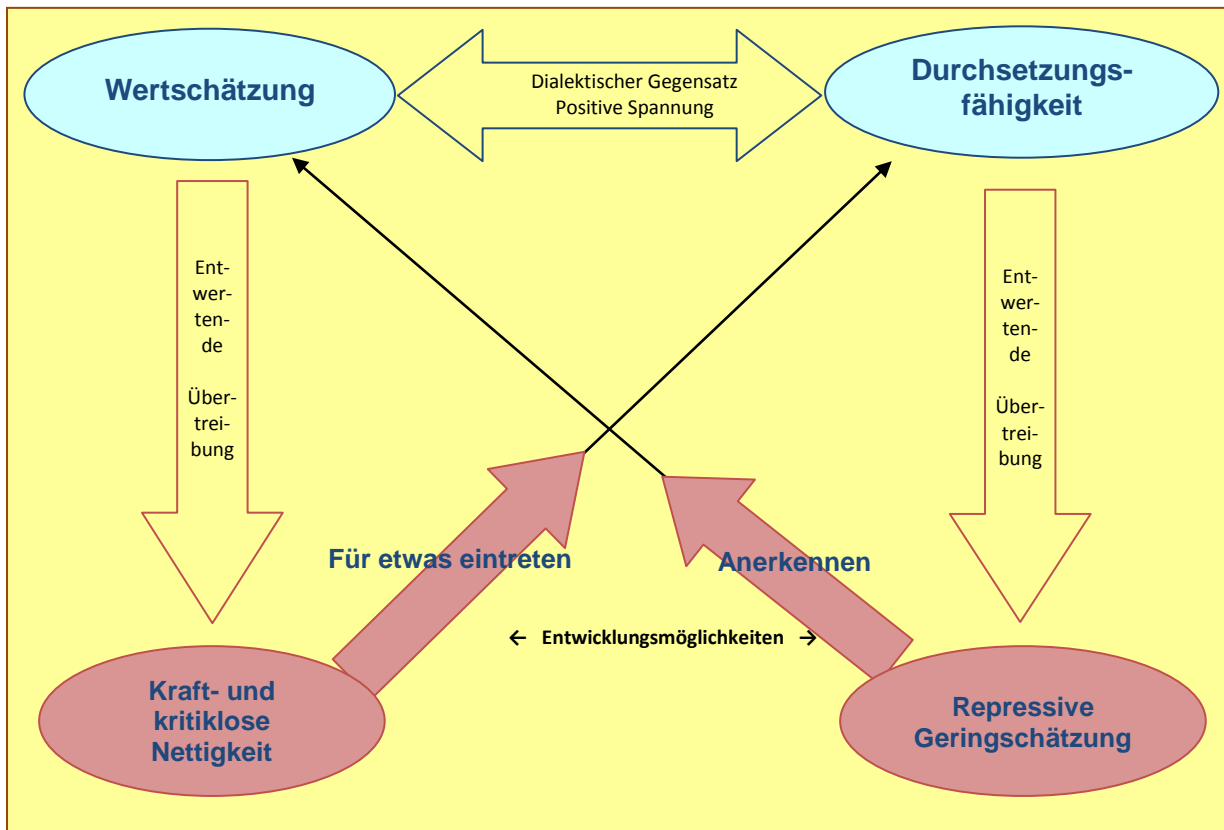 Wertschätzung
Dialektischer Gegensatz
Positive Spannung
Durchsetzungs-
fähigkeit
Ent-
wer-
ten-
de
Über-
trei-
bung
Ent-
wer-
ten-
de
Über-
trei-
bung
Für etwas eintreten
Anerkennen
← Entwicklungsmöglichkeiten →
Kraft- und
kritiklose
Nettigkeit
Repressive
Geringschätzung